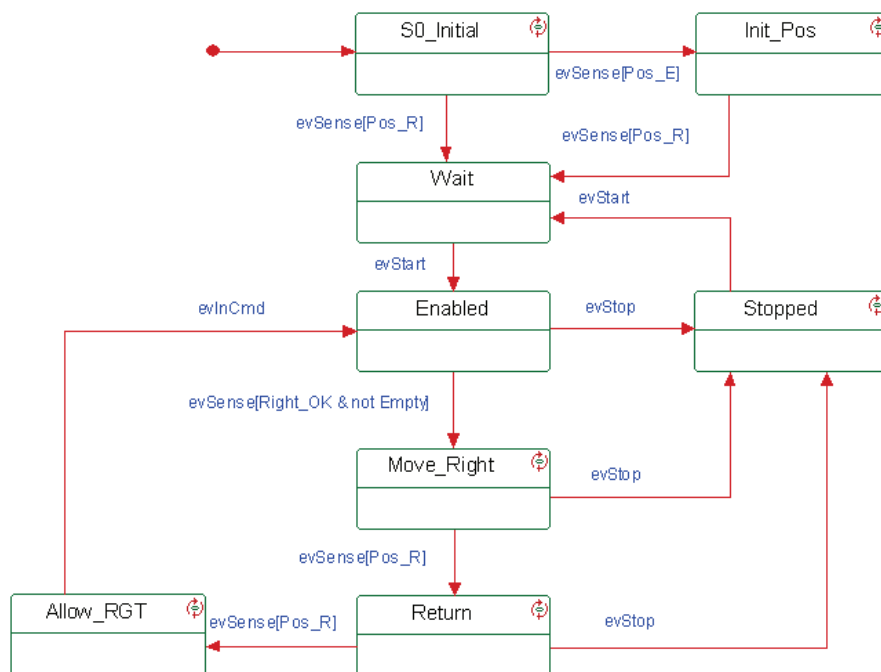 S0_Initial
Init_Pos
evSense[Pos_E]
evSense[Pos_R]
evSense[Pos_R]
Wait
evStart
evStart
evInCmd
Enabled
evStop
Stopped
evSense[Right_OK & not Empty]
Move_Right
evStop
evSense[Pos_R]
Allow_RGT
evSense[Pos_R]
Return
evStop